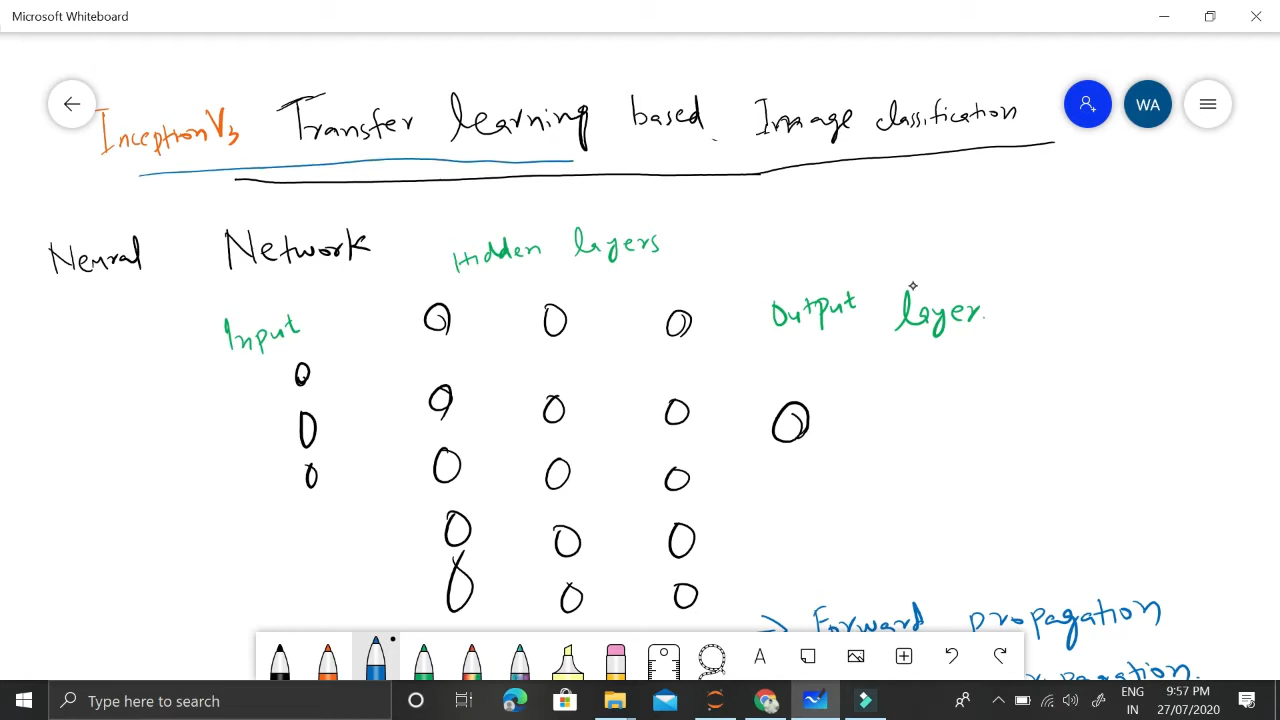 Microsoft Whiteboard
InceptionV3 Transfer learning based Image classification
WA
Neural Network
Hidden layers
Input
Output layer.
→ Forward propagation
A
Type here to search
ENG
IN
9:57 PM
27/07/2020